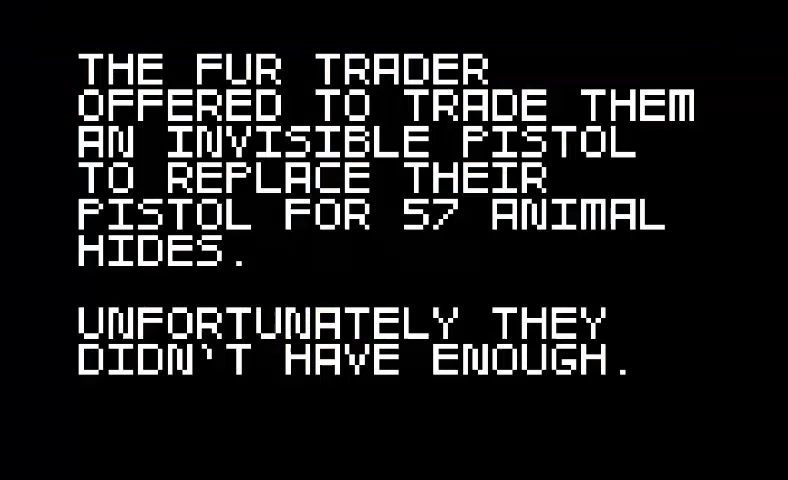 THE FUR TRADER
OFFERED TO TRADE THEM
AN INVISIBLE PISTOL
TO REPLACE THEIR
PISTOL FOR 57 ANIMAL
HIDES.
UNFORTUNATELY THEY
DIDN'T HAVE ENOUGH.